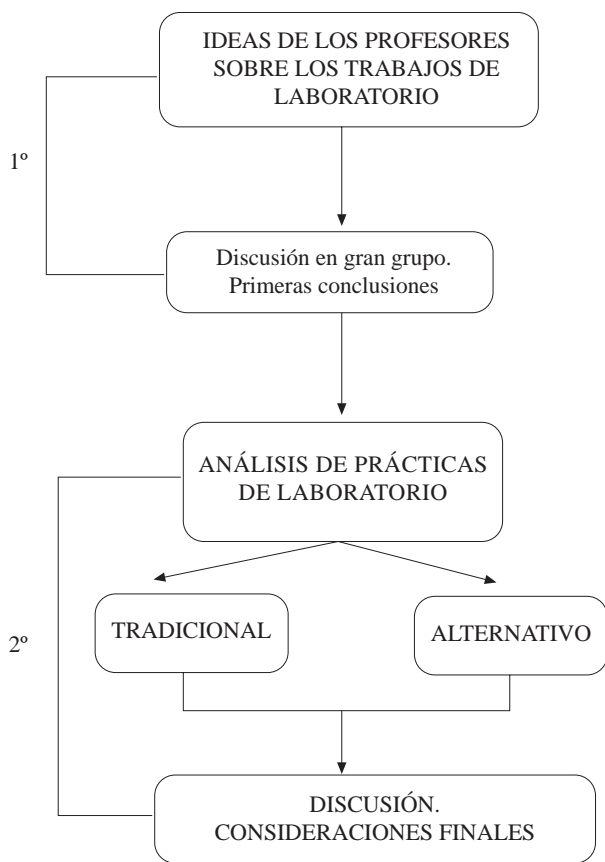 IDEAS DE LOS PROFESORES
SOBRE LOS TRABAJOS DE
LABORATORIO
1º
Discusión en gran grupo.
Primeras conclusiones
ANÁLISIS DE PRÁCTICAS
DE LABORATORIO
TRADICIONAL
ALTERNATIVO
2º
DISCUSIÓN.
CONSIDERACIONES FINALES